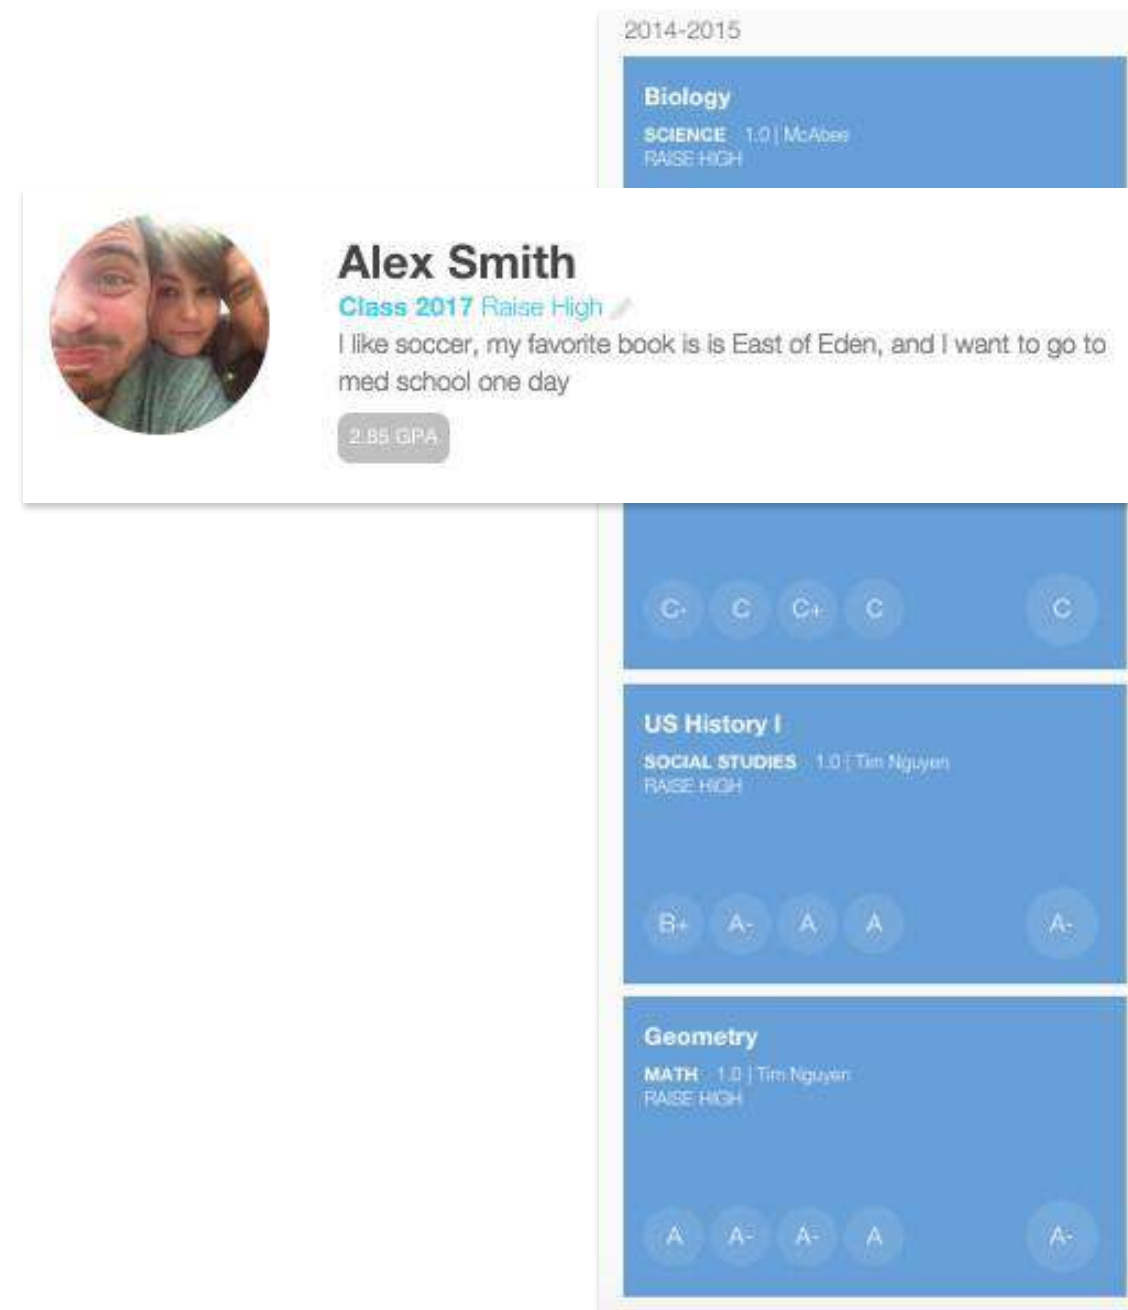 2014-2015
Biology
SCIENCE 1.0 | McAbee
RAISE HIGH
Alex Smith
Class 2017 Raise High
I like soccer, my favorite book is is East of Eden, and I want to go to
med school one day
2.85 GPA
C- C C+ C C
US History I
SOCIAL STUDIES 1.0 | Tim Nguyen
RAISE HIGH
B+ A- A A A-
Geometry
MATH 1.0 | Tim Nguyen
RAISE HIGH
A A- A- A A-